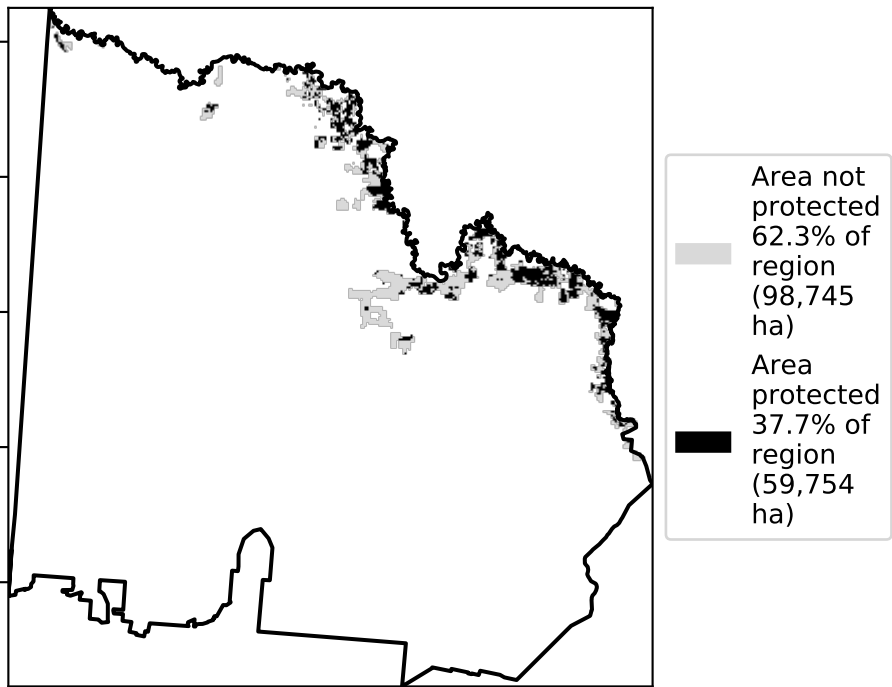 Area not
protected
62.3% of
region
(98,745
ha)
Area
protected
37.7% of
region
(59,754
ha)